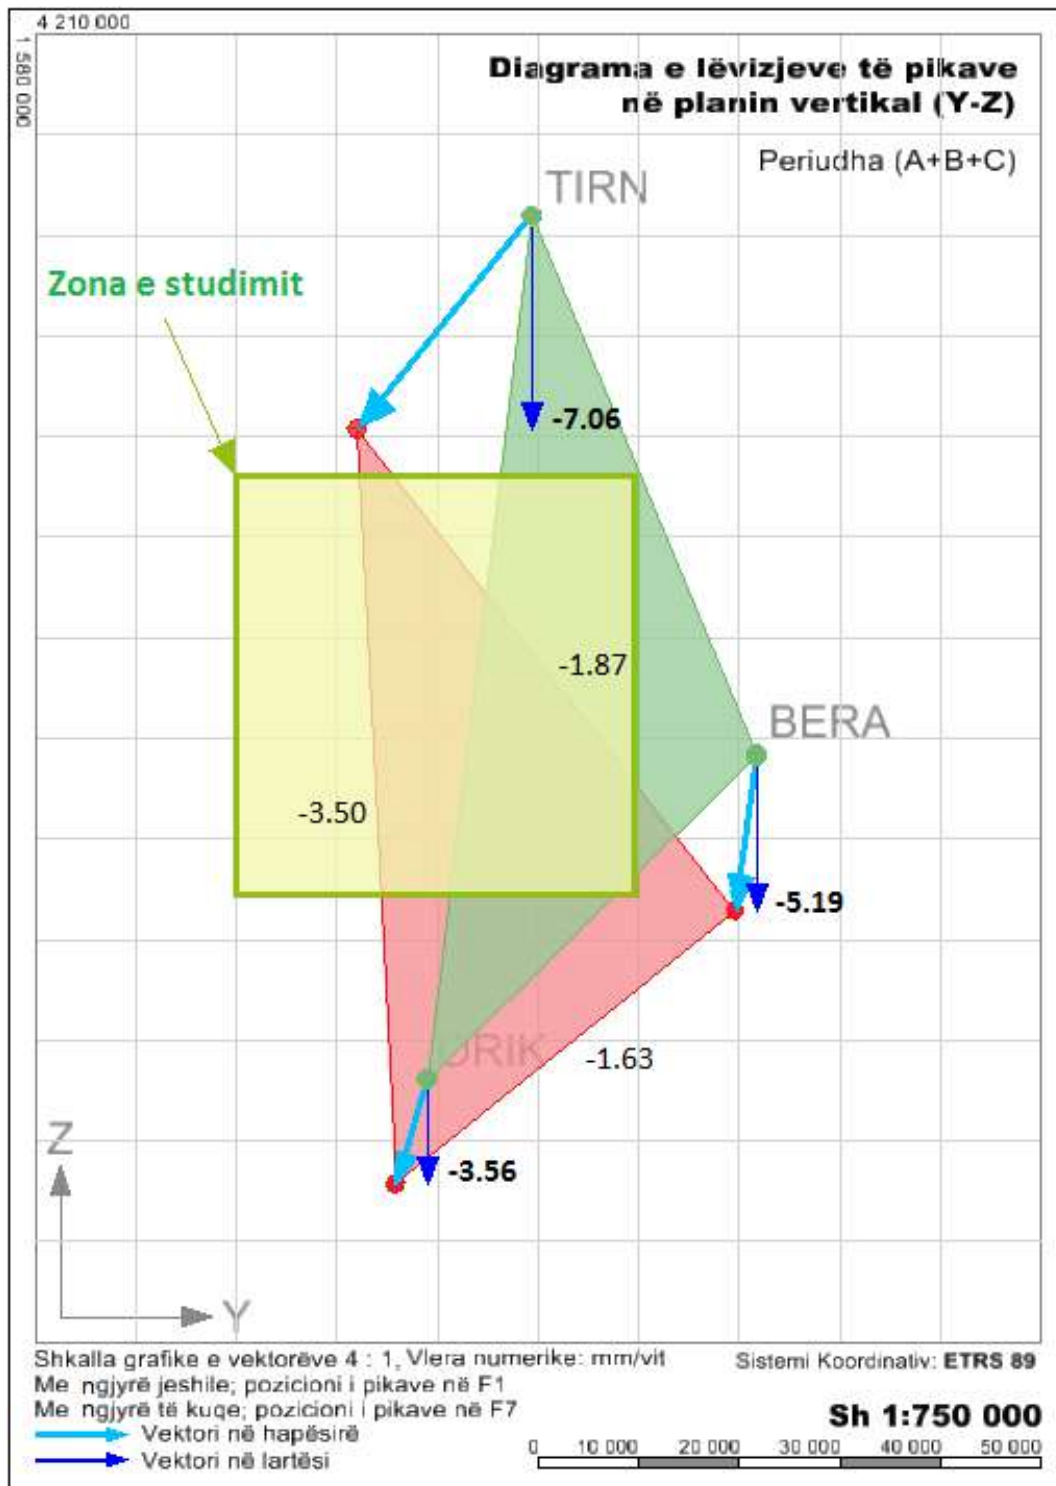 4 210 000
1 580 000
Diagrama e lëvizjeve të pikave
në planin vertikal (Y-Z)
Periudha (A+B+C)
TIRN
Zona e studimit
-7.06
-1.87
BERA
-3.50
-5.19
ORIK
-1.63
-3.56
Z
Y
Shkalla grafike e vektorëve 4 : 1, Vlera numerike: mm/vit
Sistemi Koordinativ: ETRS 89
Me ngjyrë jeshile; pozicioni i pikave në F1
Me ngjyrë të kuqe; pozicioni i pikave në F7
Sh 1:750 000
Vektori në hapësirë
Vektori në lartësi
0 10 000 20 000 30 000 40 000 50 000